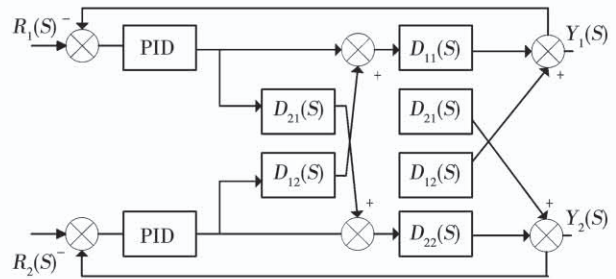 R₁(S)⁻ PID + D₁₁(S) + Y₁(S)
D₂₁(S) D₂₁(S)
D₁₂(S) D₁₂(S)
R₂(S)⁻ PID + D₂₂(S) + Y₂(S)